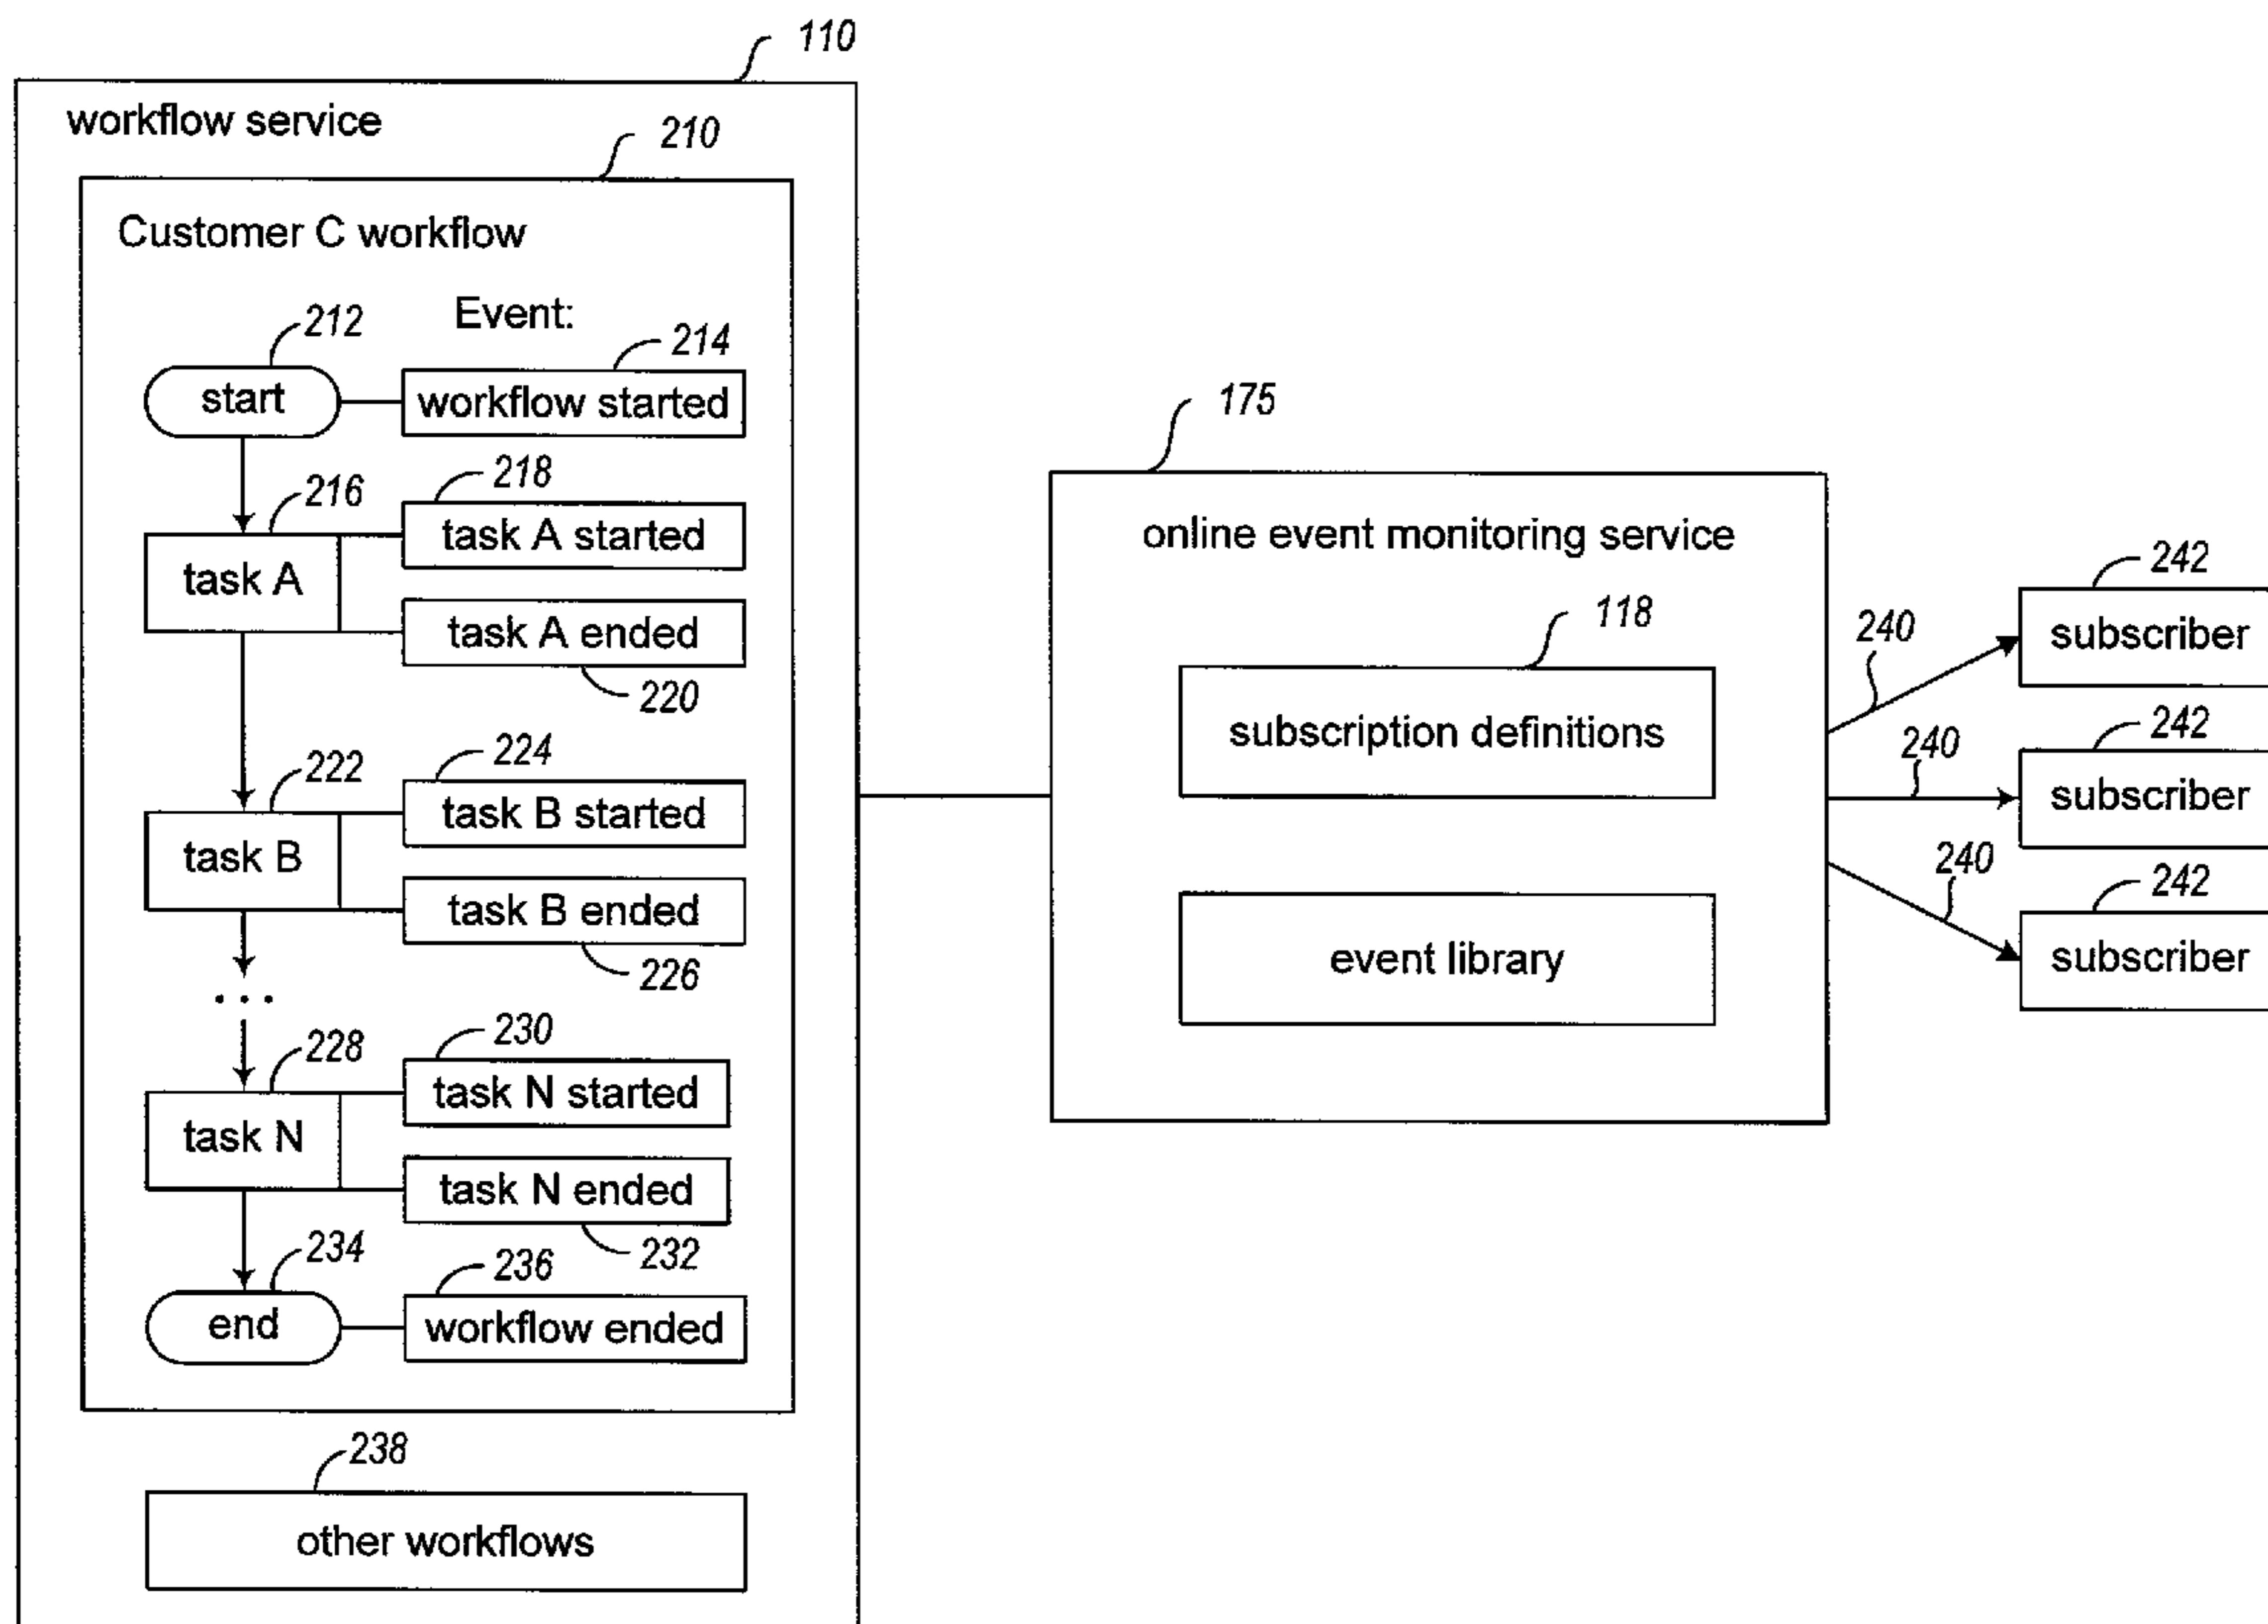 110
workflow service
210
Customer C workflow
Event:
212
214
start
workflow started
216
218
task A
task A started
task A ended
220
222
224
task B
task B started
task B ended
226
...
228
230
task N
task N started
task N ended
232
234
236
end
workflow ended
238
other workflows
175
online event monitoring service
118
subscription definitions
event library
240
242
subscriber
240
242
subscriber
240
242
subscriber